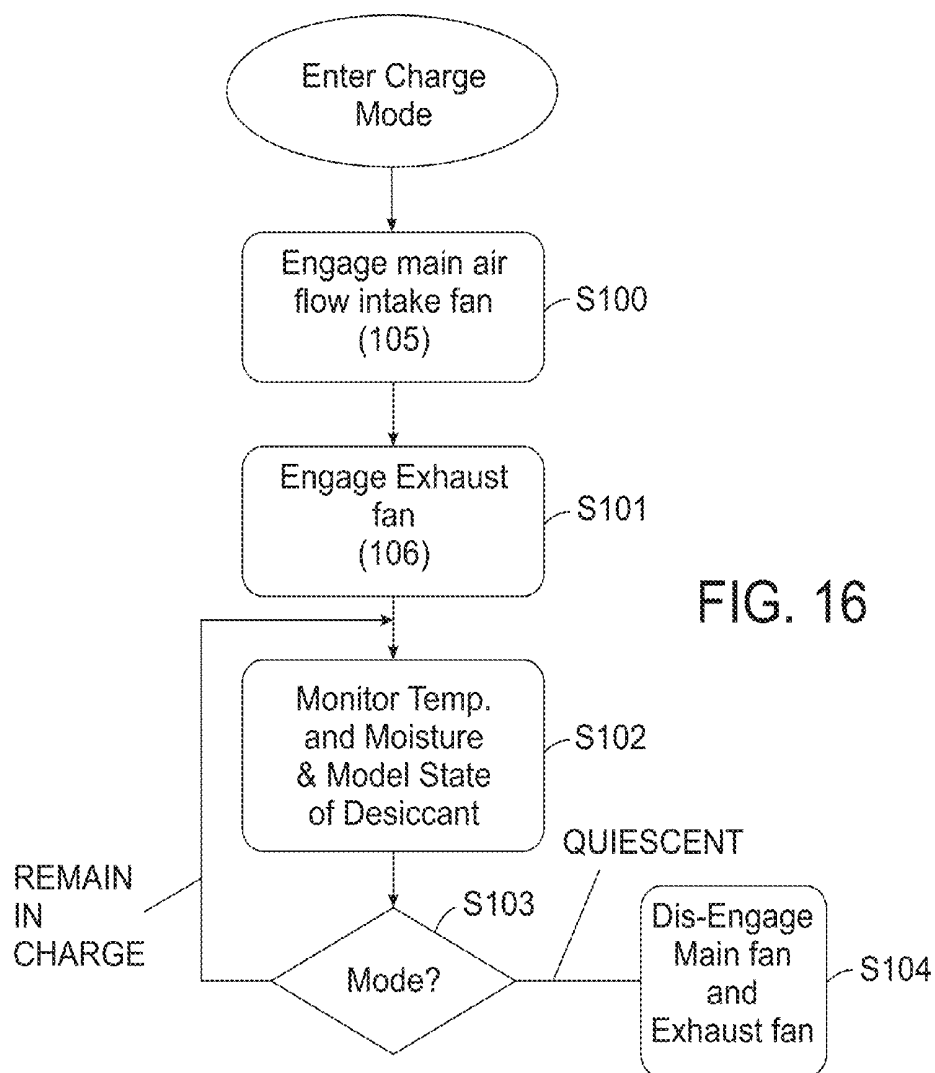 Enter Charge
Mode
Engage main air
flow intake fan
(105)
S100
Engage Exhaust
fan
(106)
S101
FIG. 16
Monitor Temp.
and Moisture
& Model State
of Desiccant
S102
QUIESCENT
REMAIN
IN
CHARGE
S103
Mode?
Dis-Engage
Main fan
and
Exhaust fan
S104